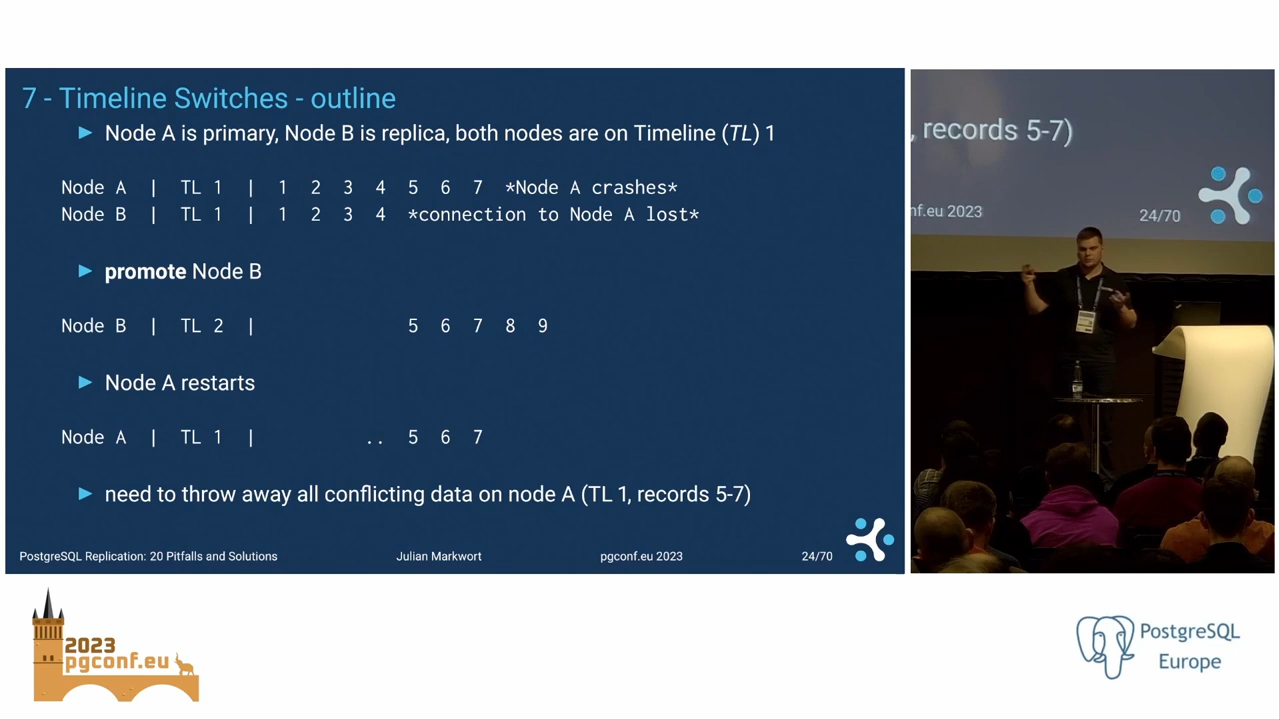 7 - Timeline Switches - outline
▶ Node A is primary, Node B is replica, both nodes are on Timeline (TL) 1
Node A | TL 1 | 1 2 3 4 5 6 7 *Node A crashes*
Node B | TL 1 | 1 2 3 4 *connection to Node A lost*
▶ promote Node B
Node B | TL 2 | 5 6 7 8 9
▶ Node A restarts
Node A | TL 1 | .. 5 6 7
▶ need to throw away all conflicting data on node A (TL 1, records 5-7)
PostgreSQL Replication: 20 Pitfalls and Solutions Julian Markwort pgconf.eu 2023 24/70
, records 5-7)
nf.eu 2023 24/70
2023
pgconf.eu
PostgreSQL
Europe